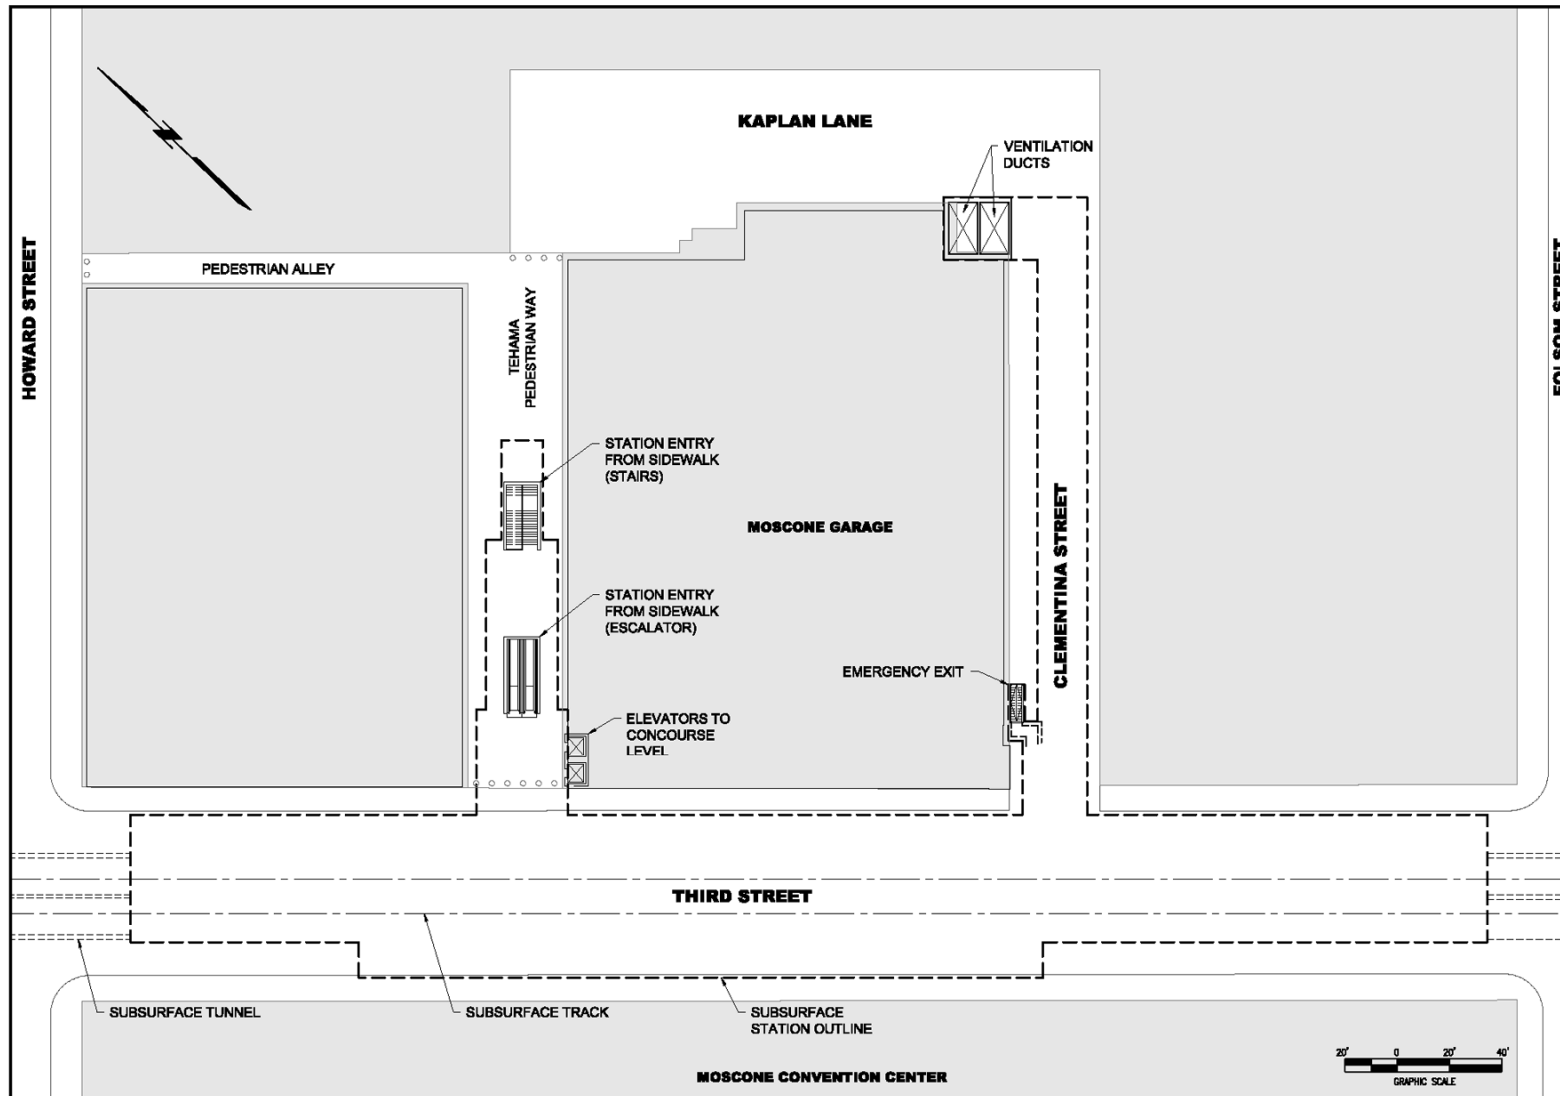 KAPLAN LANE
VENTILATION
DUCTS
HOWARD STREET
PEDESTRIAN ALLEY
TEHAMA
PEDESTRIAN WAY
FOLSOM STREET
STATION ENTRY
FROM SIDEWALK
(STAIRS)
MOSCONE GARAGE
CLEMENTINA STREET
STATION ENTRY
FROM SIDEWALK
(ESCALATOR)
EMERGENCY EXIT
ELEVATORS TO
CONCOURSE
LEVEL
THIRD STREET
SUBSURFACE TUNNEL
SUBSURFACE TRACK
SUBSURFACE
STATION OUTLINE
20' 0 20' 40'
GRAPHIC SCALE
MOSCONE CONVENTION CENTER